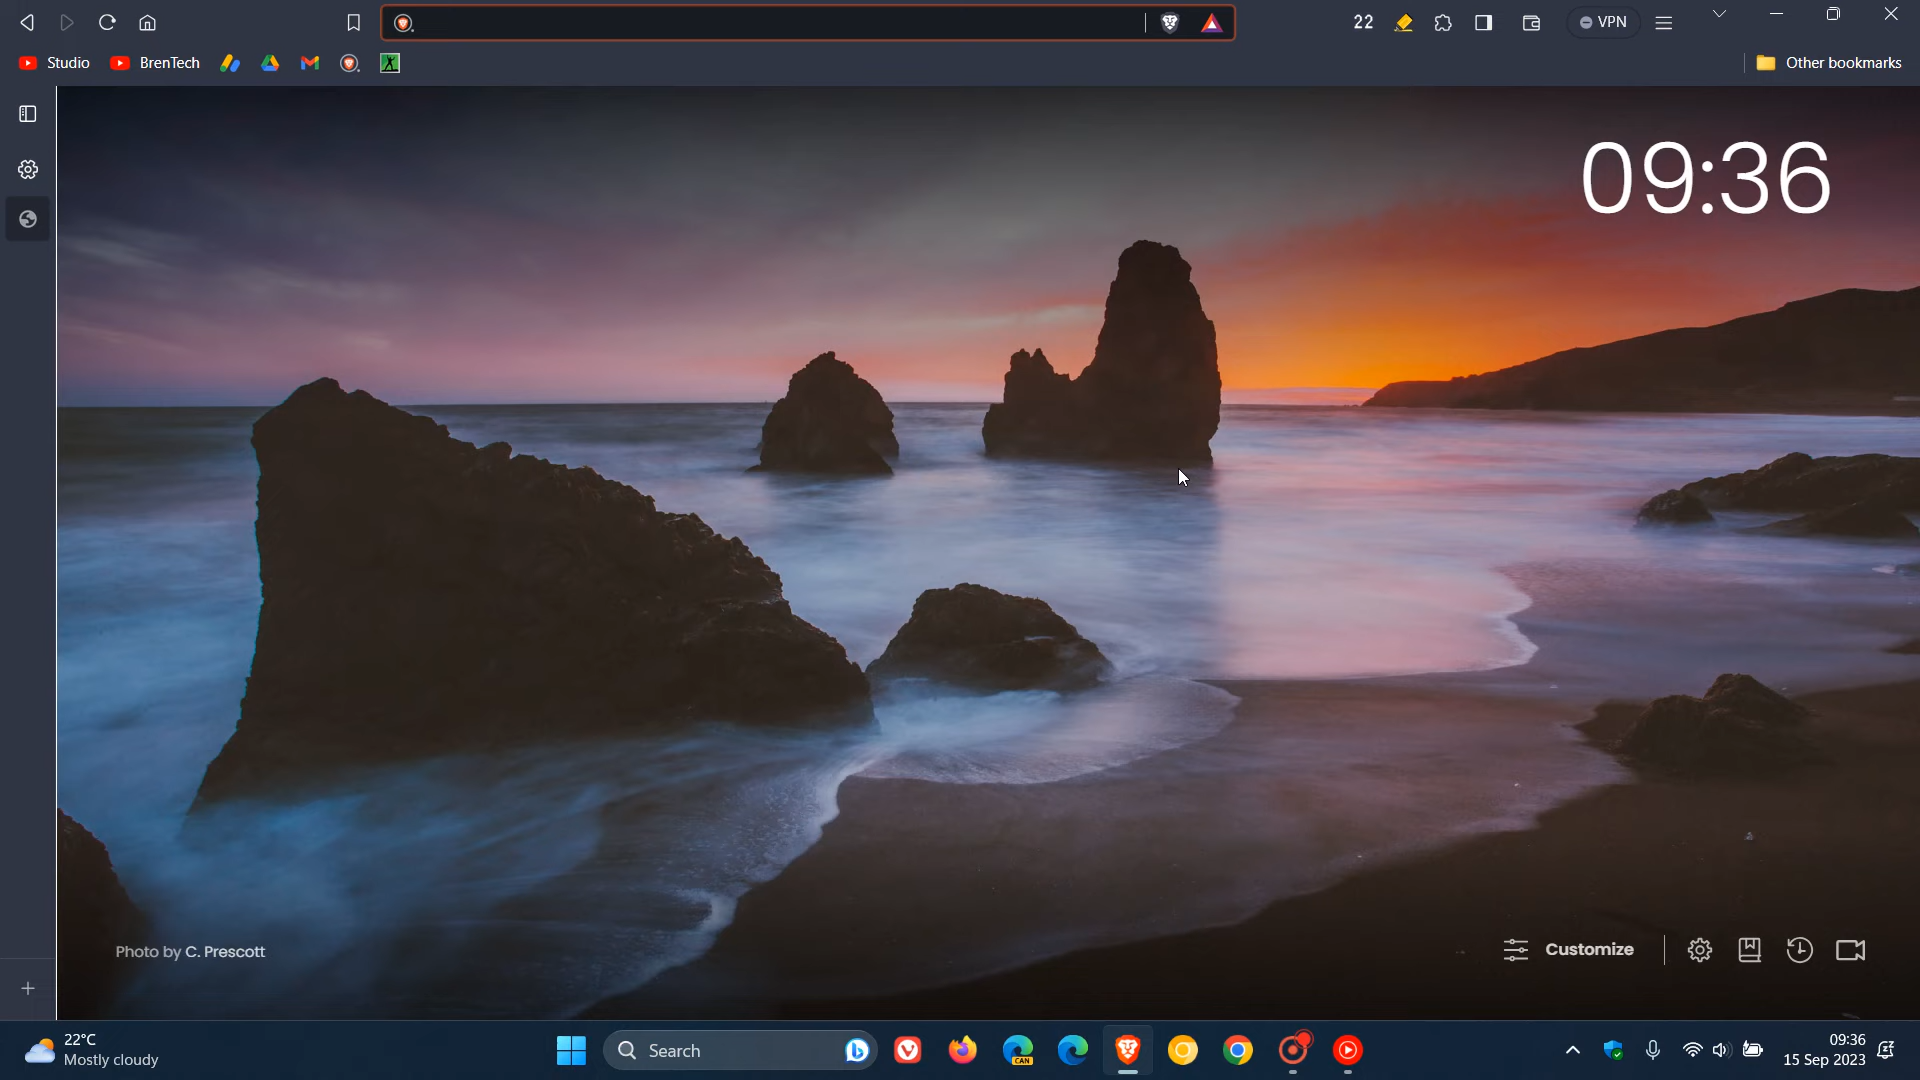 22
VPN
Studio
BrenTech
Other bookmarks
09:36
Photo by C. Prescott
Customize
22°C
Mostly cloudy
Search
CAN
09:36
15 Sep 2023